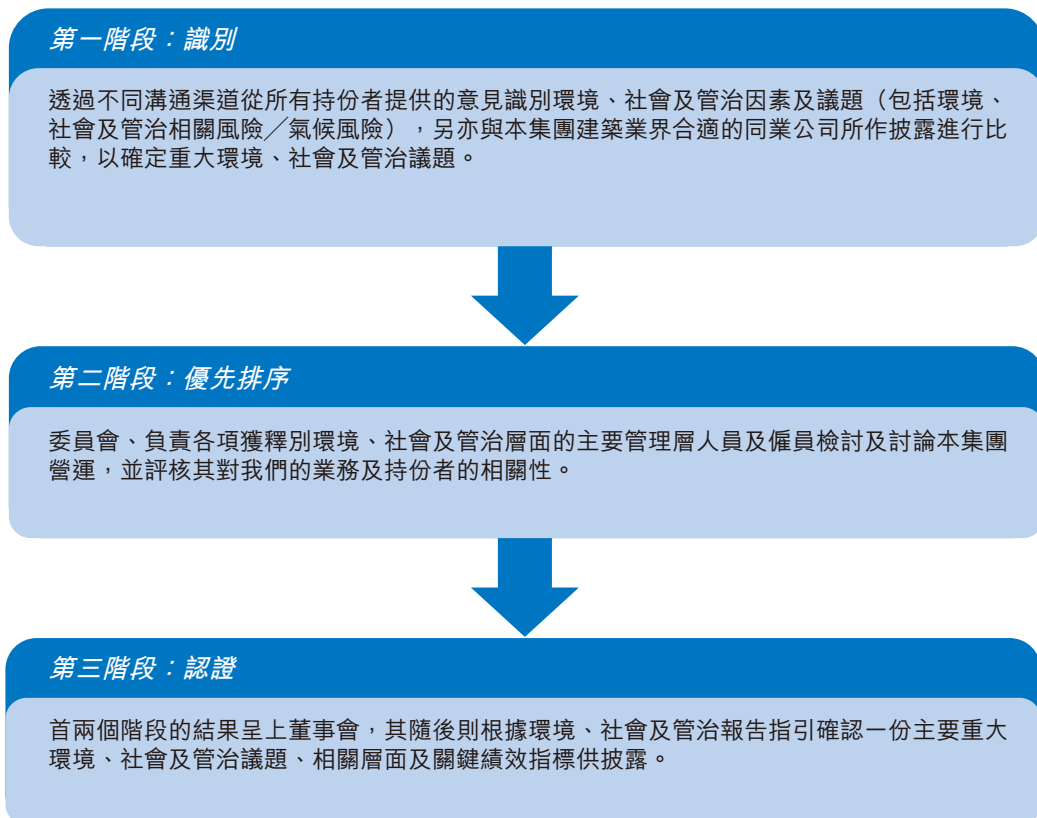 第一階段：識別
透過不同溝通渠道從所有持份者提供的意見識別環境、社會及管治因素及議題（包括環境、
社會及管治相關風險╱氣候風險），另亦與本集團建築業界合適的同業公司所作披露進行比
較，以確定重大環境、社會及管治議題。
第二階段：優先排序
委員會、負責各項獲釋別環境、社會及管治層面的主要管理層人員及僱員檢討及討論本集團
營運，並評核其對我們的業務及持份者的相關性。
第三階段：認證
首兩個階段的結果呈上董事會，其隨後則根據環境、社會及管治報告指引確認一份主要重大
環境、社會及管治議題、相關層面及關鍵績效指標供披露。